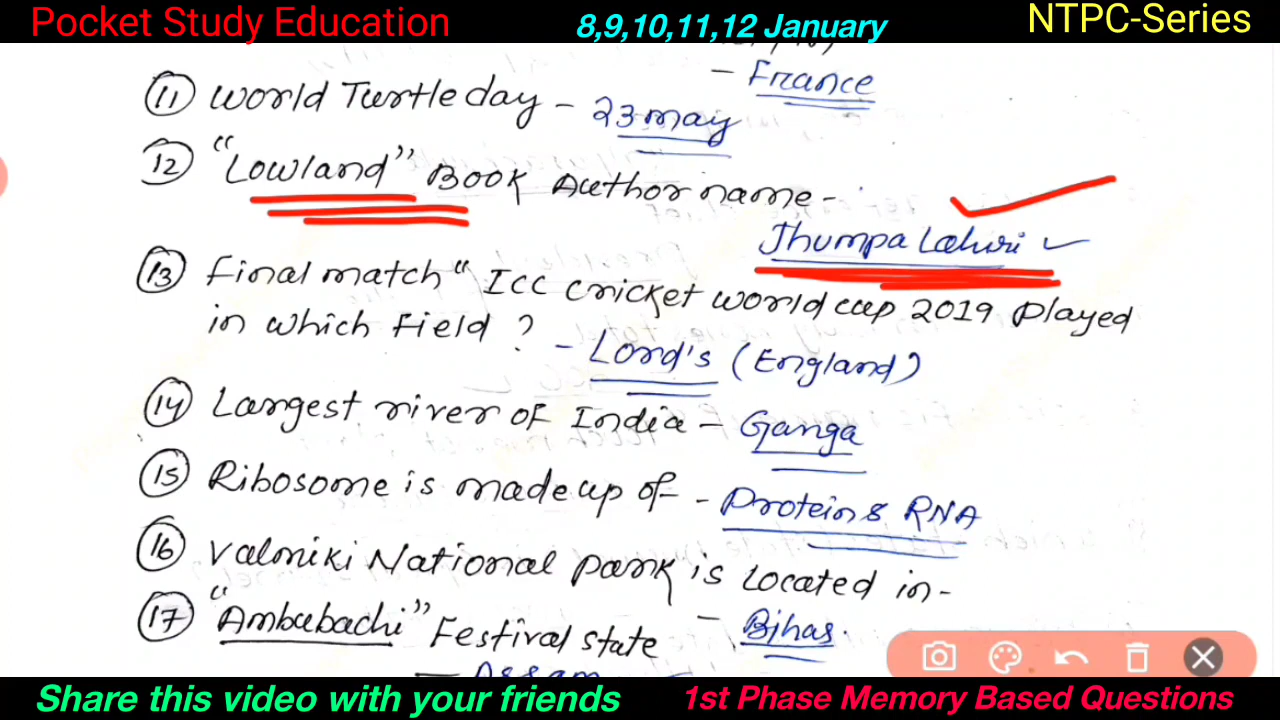 Pocket Study Education
8,9,10,11,12 January
NTPC-Series
- France
11 World Turtle day - 23 may
12 "Lowland" Book Author name -
Jhumpa Lahiri ✓
13 Final match " ICC cricket world cup 2019 Played
in which Field ? - Lord's (England)
14 Largest river of India - Ganga
15 Ribosome is made up of - Protein & RNA
16 Valmiki National park is located in -
- Bihar.
17 "Ambubachi" Festival state
- Assam
Share this video with your friends
1st Phase Memory Based Questions